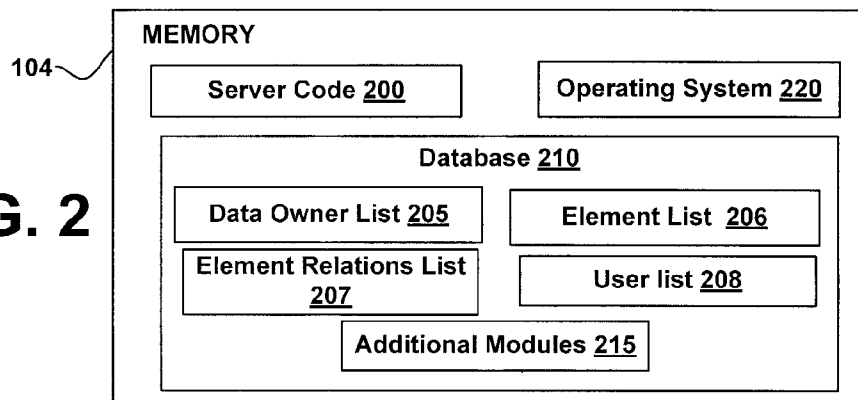 MEMORY
104
Server Code 200
Operating System 220
Database 210
G. 2
Data Owner List 205
Element List 206
Element Relations List
207
User list 208
Additional Modules 215